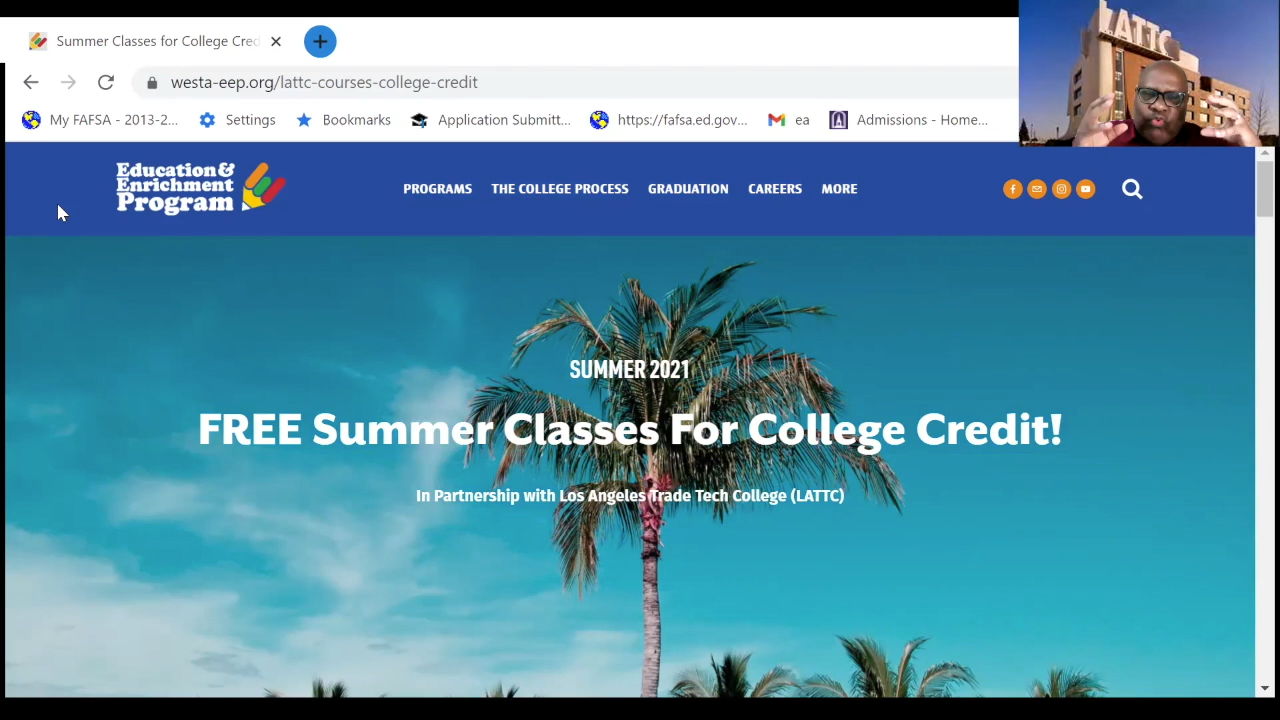 Summer Classes for College Cred
westa-eep.org/lattc-courses-college-credit
My FAFSA - 2013-2... Settings Bookmarks Application Submitt... https://fafsa.ed.gov... ea Admissions - Home...
LATTC
Education &
Enrichment
Program
PROGRAMS THE COLLEGE PROCESS GRADUATION CAREERS MORE
SUMMER 2021
FREE Summer Classes For College Credit!
In Partnership with Los Angeles Trade Tech College (LATTC)